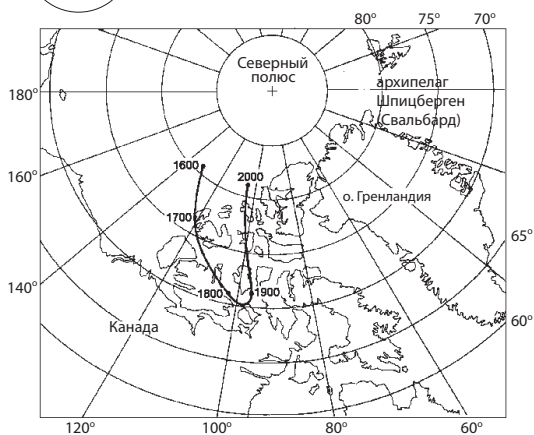 80° 75° 70°
Северный
полюс
архипелаг
Шпицберген
(Свальбард)
180°
1600
2000
160°
о. Гренландия
1700
65°
140°
1800
1900
60°
Канада
120° 100° 80° 60°